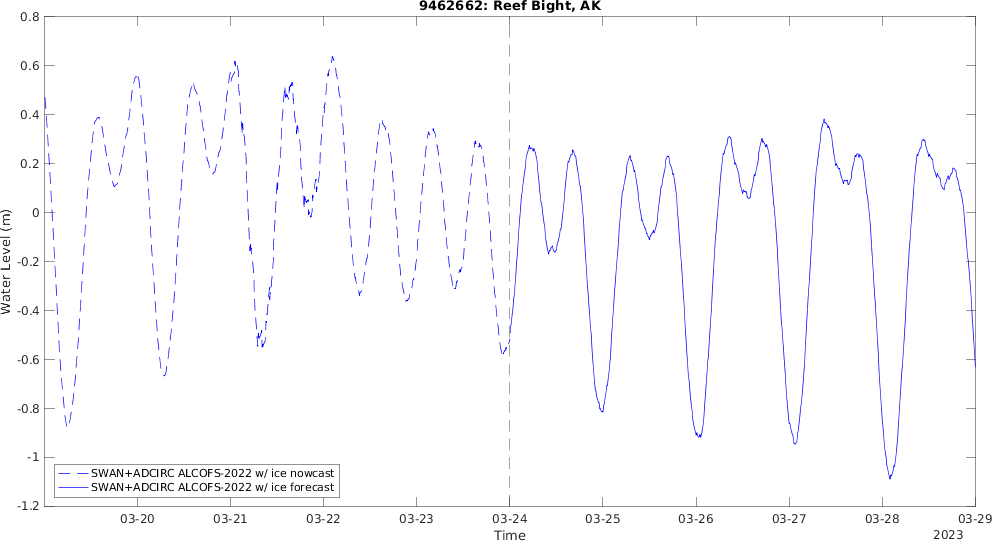 9462662: Reef Bight, AK
Water Level (m)
0.8
0.6
0.4
0.2
0
-0.2
-0.4
-0.6
-0.8
-1
-1.2
SWAN+ADCIRC ALCOFS-2022 w/ ice nowcast
SWAN+ADCIRC ALCOFS-2022 w/ ice forecast
03-20 03-21 03-22 03-23 03-24 03-25 03-26 03-27 03-28 03-29
Time
2023